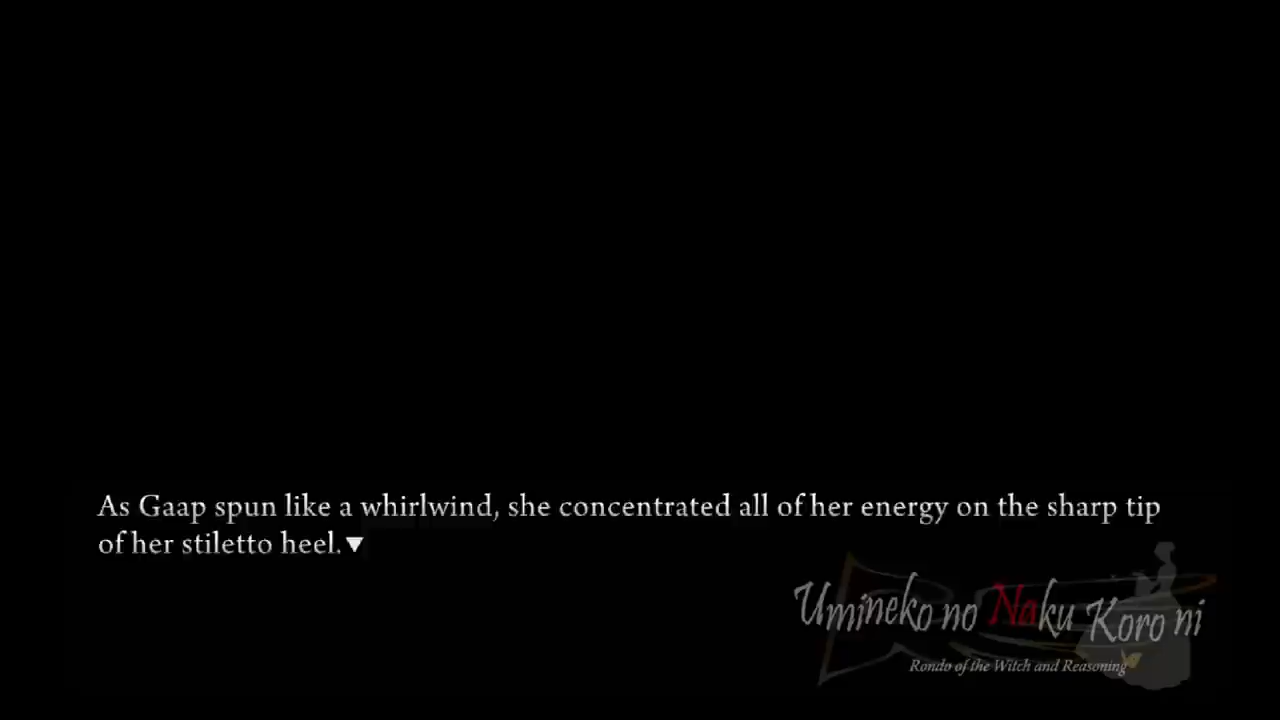 As Gaap spun like a whirlwind, she concentrated all of her energy on the sharp tip
of her stiletto heel.
Umineko no Naku Koro ni
Rondo of the Witch and Reasoning